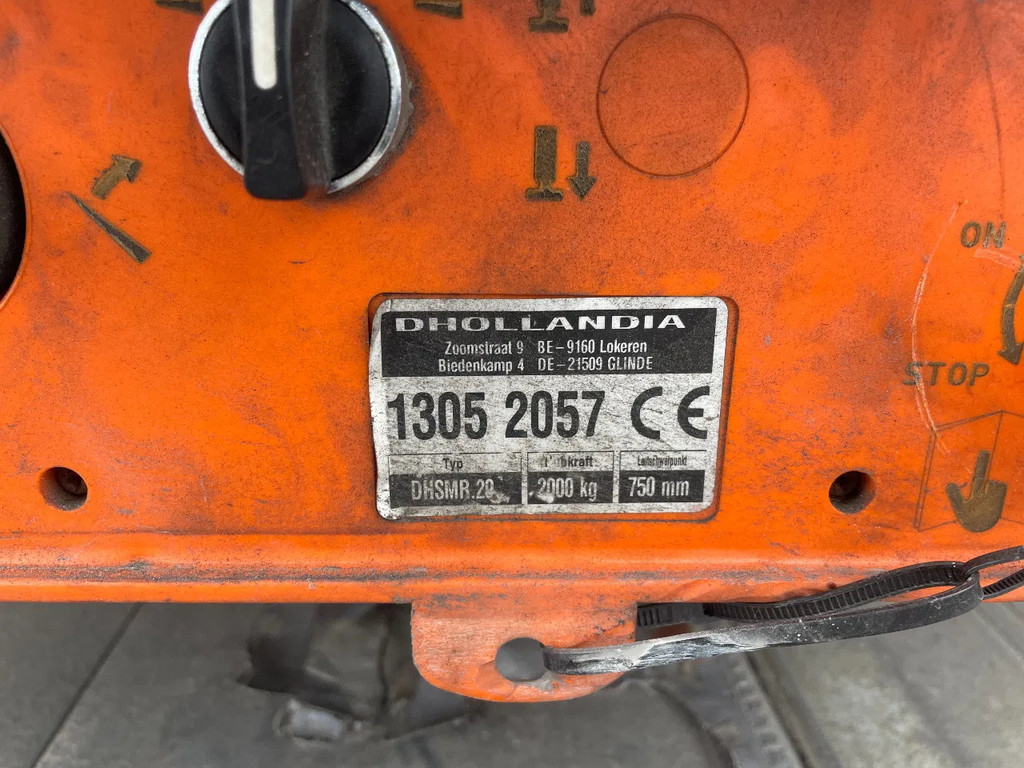 ON
STOP
DHOLLANDIA
Zoomstraat 9 BE-9160 Lokeren
Biedenkamp 4 DE-21509 GLINDE
1305 2057 CE
Typ Lastschwerpunkt
DHSMR.20 2000 kg 750 mm